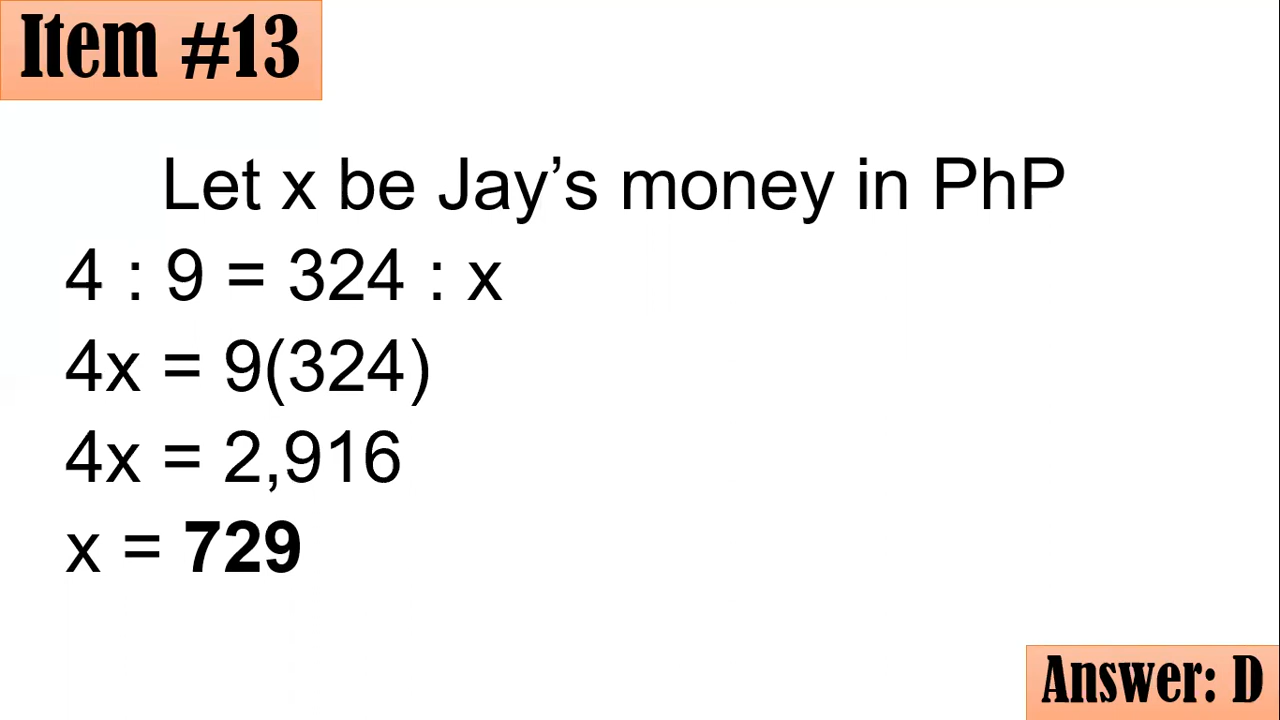 Item #13
Let x be Jay’s money in PhP
4 : 9 = 324 : x
4x = 9(324)
4x = 2,916
x = 729
Answer: D